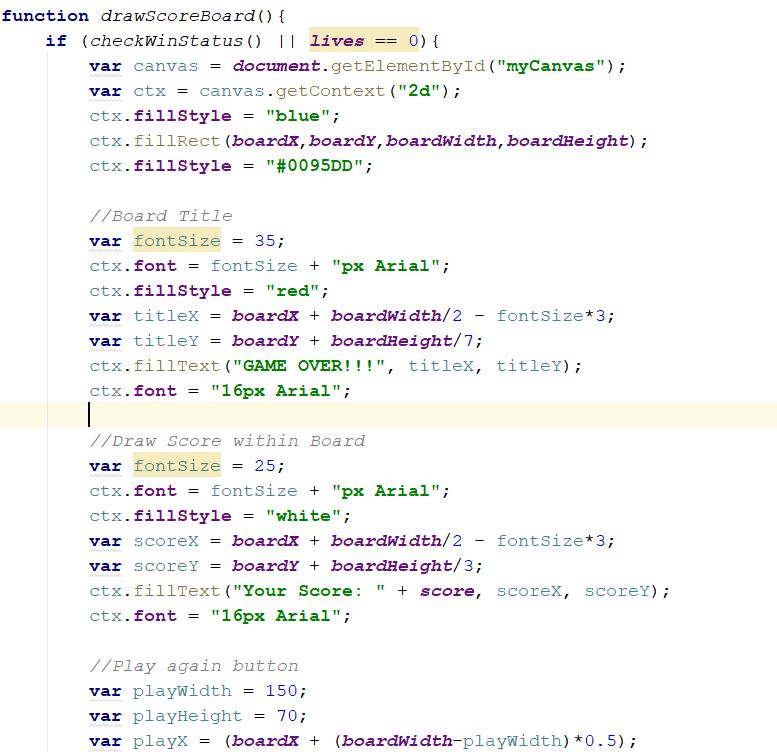 function drawScoreBoard(){
if (checkWinStatus() || lives == 0){
var canvas = document.getElementById("myCanvas");
var ctx = canvas.getContext("2d");
ctx.fillStyle = "blue";
ctx.fillRect(boardX,boardY,boardWidth,boardHeight);
ctx.fillStyle = "#0095DD";
//Board Title
var fontSize = 35;
ctx.font = fontSize + "px Arial";
ctx.fillStyle = "red";
var titleX = boardX + boardWidth/2 - fontSize*3;
var titleY = boardY + boardHeight/7;
ctx.fillText("GAME OVER!!!", titleX, titleY);
ctx.font = "16px Arial";
//Draw Score within Board
var fontSize = 25;
ctx.font = fontSize + "px Arial";
ctx.fillStyle = "white";
var scoreX = boardX + boardWidth/2 - fontSize*3;
var scoreY = boardY + boardHeight/3;
ctx.fillText("Your Score: " + score, scoreX, scoreY);
ctx.font = "16px Arial";
//Play again button
var playWidth = 150;
var playHeight = 70;
var playX = (boardX + (boardWidth-playWidth)*0.5);